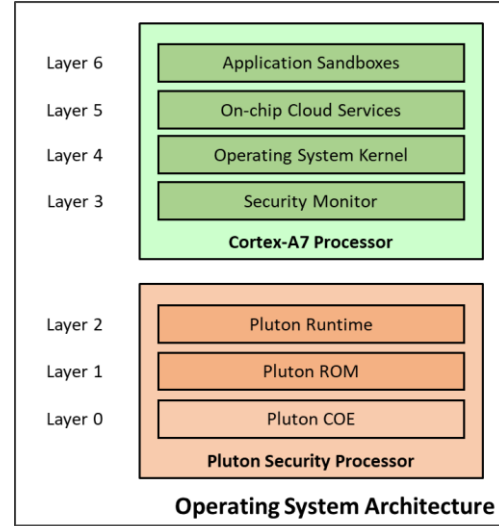 Layer 6 Application Sandboxes
Layer 5 On-chip Cloud Services
Layer 4 Operating System Kernel
Layer 3 Security Monitor
Cortex-A7 Processor
Layer 2 Pluton Runtime
Layer 1 Pluton ROM
Layer 0 Pluton COE
Pluton Security Processor
Operating System Architecture